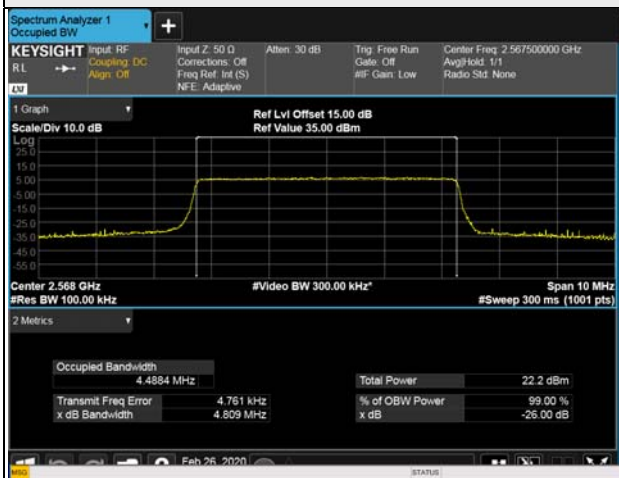 Spectrum Analyzer 1
Occupied BW
KEYSIGHT Input: RF
RL
Coupling: DC
Align: Off
LXI
Input Z: 50 Ω
Corrections: Off
Freq Ref: Int (S)
NFE: Adaptive
Atten: 30 dB
Trig: Free Run
Gate: Off
#IF Gain: Low
Center Freq: 2.567500000 GHz
Avg|Hold: 1/1
Radio Std: None
1 Graph
Scale/Div 10.0 dB
Ref Lvl Offset 15.00 dB
Ref Value 35.00 dBm
Log
25.0
15.0
5.00
-5.00
-15.0
-25.0
-35.0
-45.0
-55.0
Center 2.568 GHz
#Video BW 300.00 kHz*
Span 10 MHz
#Res BW 100.00 kHz
#Sweep 300 ms (1001 pts)
2 Metrics
Occupied Bandwidth
4.4884 MHz
Total Power 22.2 dBm
Transmit Freq Error 4.761 kHz
% of OBW Power 99.00 %
x dB Bandwidth 4.809 MHz
x dB -26.00 dB
Feb 26, 2020
MSG
STATUS